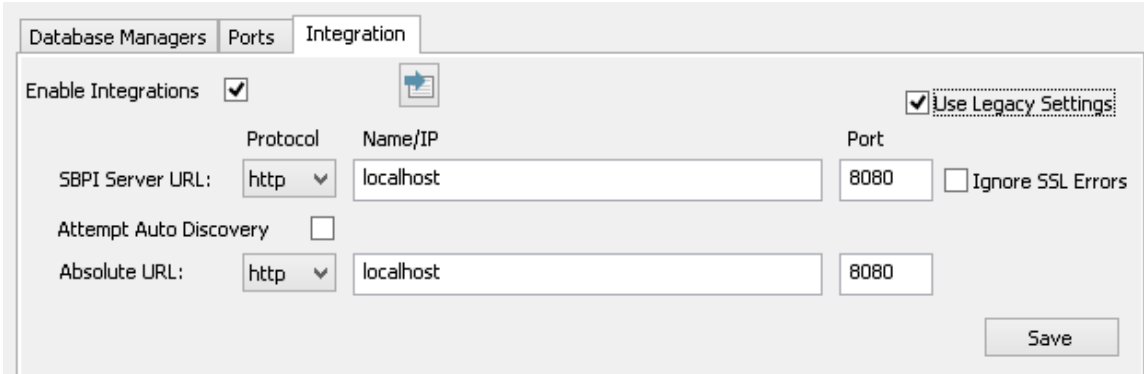 Database Managers Ports Integration
Enable Integrations
Use Legacy Settings
Protocol Name/IP Port
SBPI Server URL: http localhost 8080 Ignore SSL Errors
Attempt Auto Discovery
Absolute URL: http localhost 8080
Save